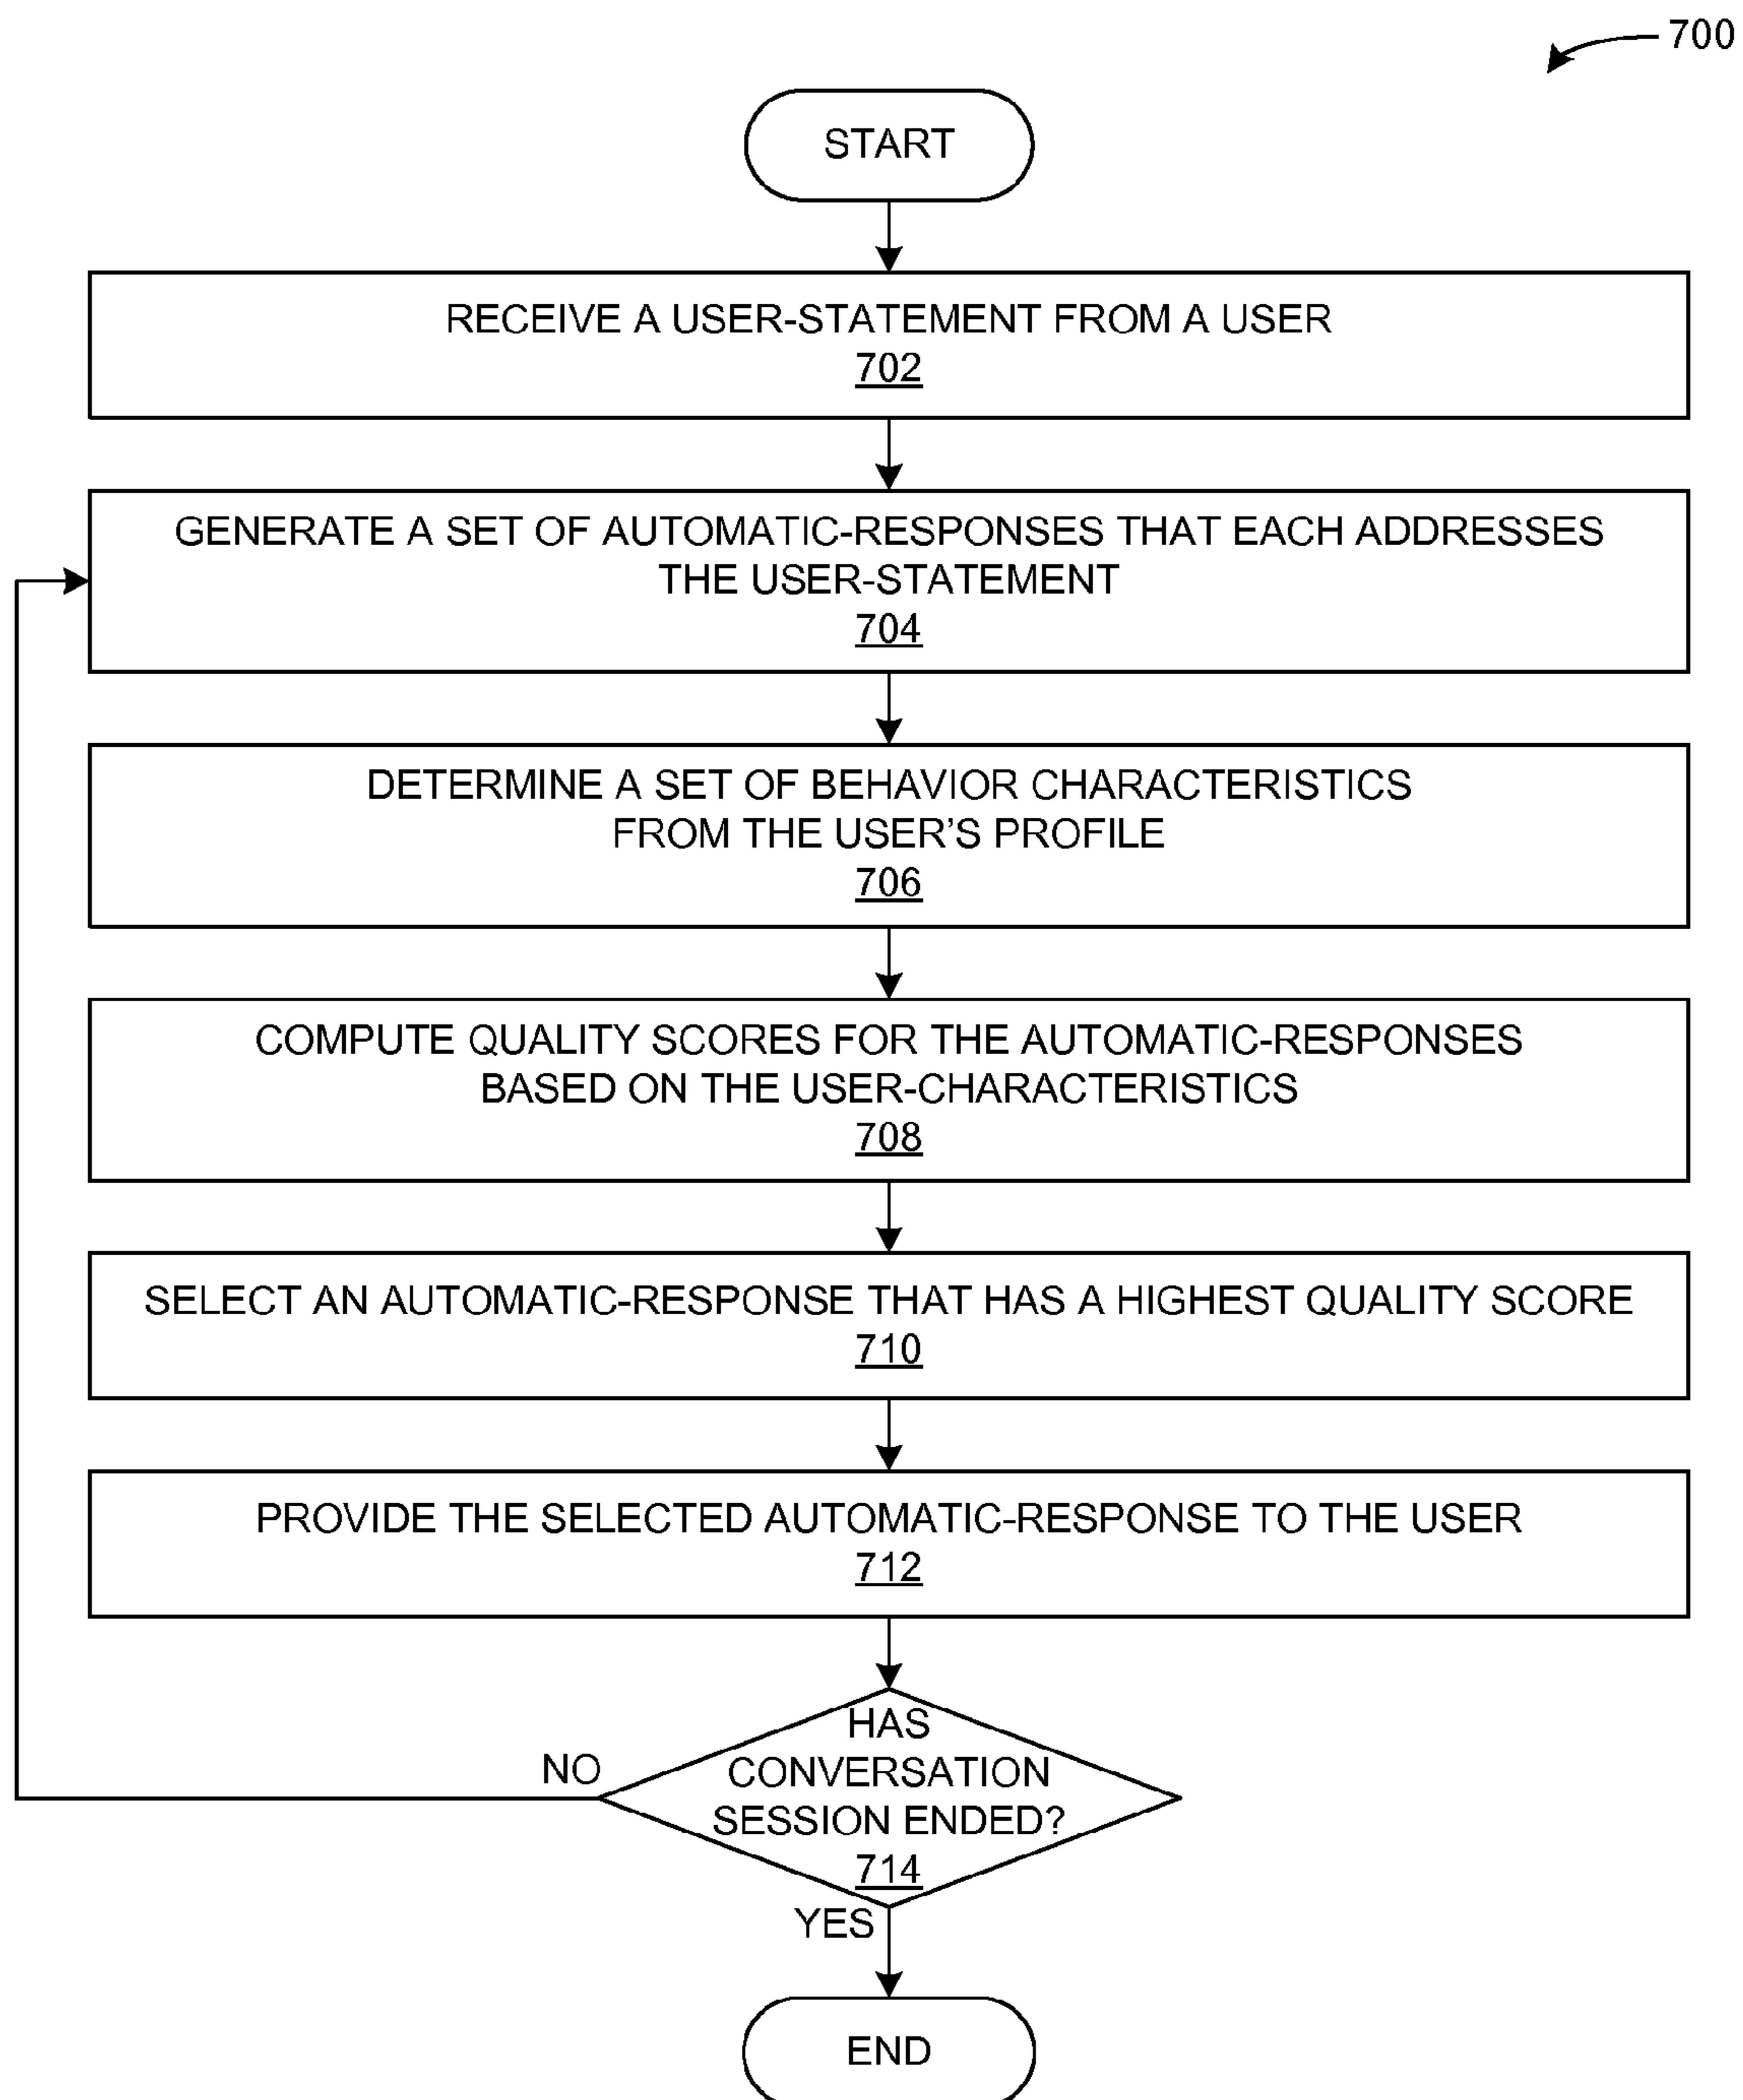 700
START
RECEIVE A USER-STATEMENT FROM A USER
702
GENERATE A SET OF AUTOMATIC-RESPONSES THAT EACH ADDRESSES
THE USER-STATEMENT
704
DETERMINE A SET OF BEHAVIOR CHARACTERISTICS
FROM THE USER'S PROFILE
706
COMPUTE QUALITY SCORES FOR THE AUTOMATIC-RESPONSES
BASED ON THE USER-CHARACTERISTICS
708
SELECT AN AUTOMATIC-RESPONSE THAT HAS A HIGHEST QUALITY SCORE
710
PROVIDE THE SELECTED AUTOMATIC-RESPONSE TO THE USER
712
HAS
CONVERSATION
SESSION ENDED?
714
NO
YES
END